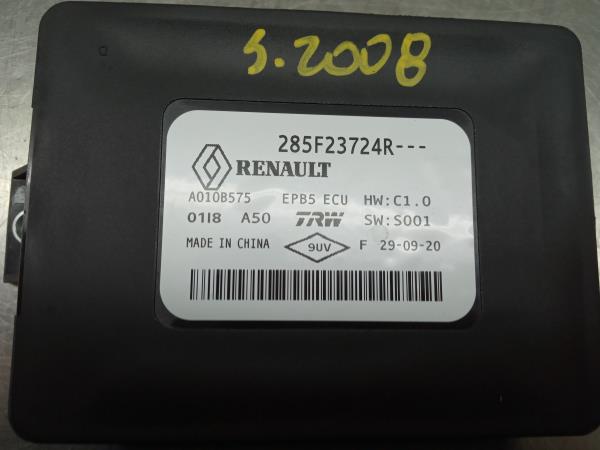 S.2008
285F23724R---
RENAULT
A010B575 EPB5 ECU HW:C1.0
0118 A50 TRW SW:S001
MADE IN CHINA 9UV F 29-09-20